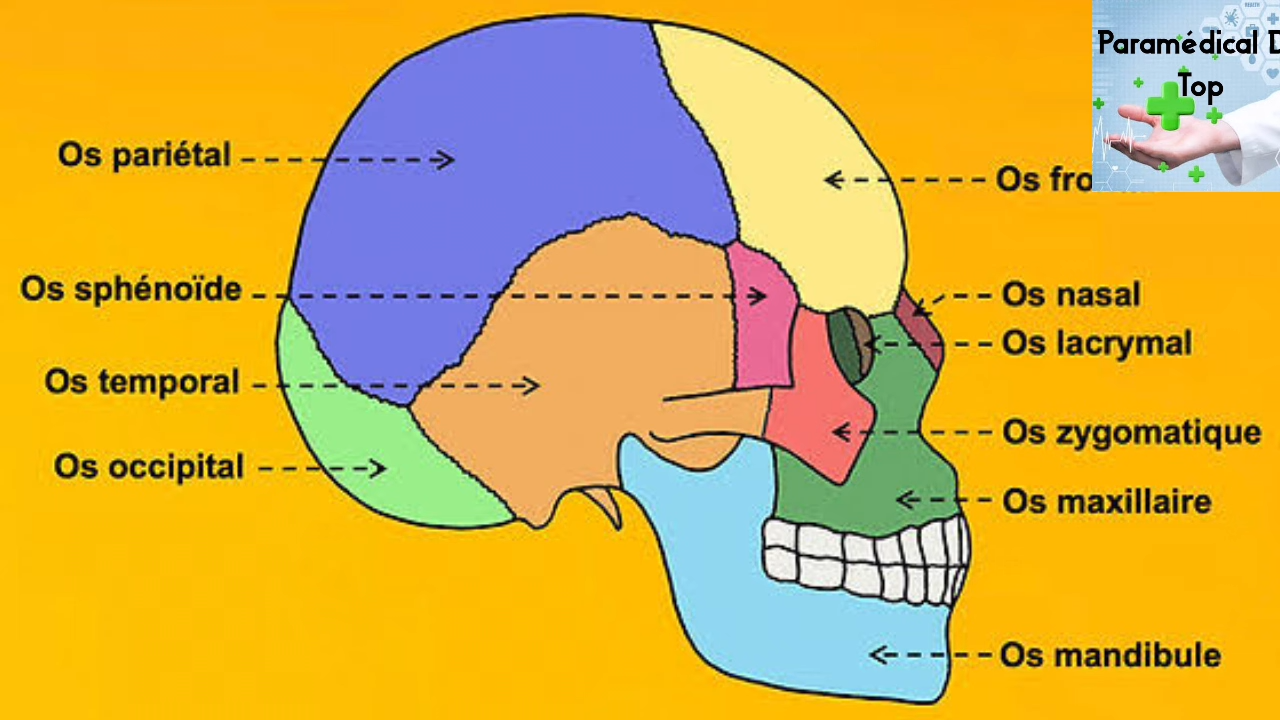 Paramédical D
Top
Os pariétal
Os sphénoïde
Os temporal
Os occipital
Os fro
Os nasal
Os lacrymal
Os zygomatique
Os maxillaire
Os mandibule